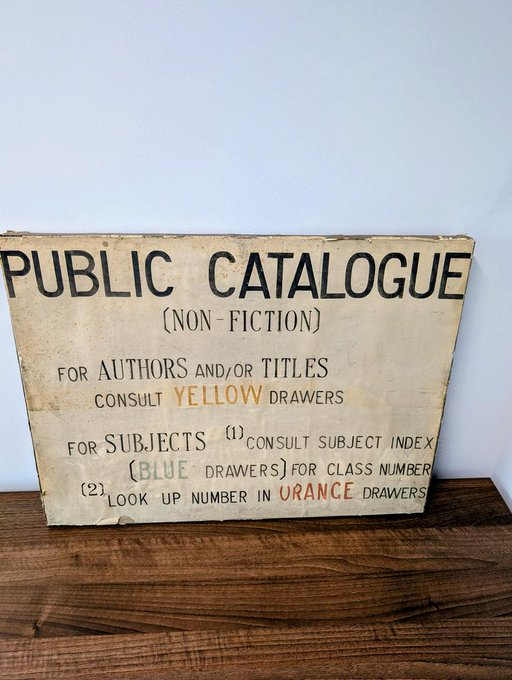 PUBLIC CATALOGUE
(NON-FICTION)
FOR AUTHORS AND/OR TITLES
CONSULT YELLOW DRAWERS
FOR SUBJECTS (1) CONSULT SUBJECT INDEX
(BLUE DRAWERS) FOR CLASS NUMBER
(2) LOOK UP NUMBER IN ORANGE DRAWERS